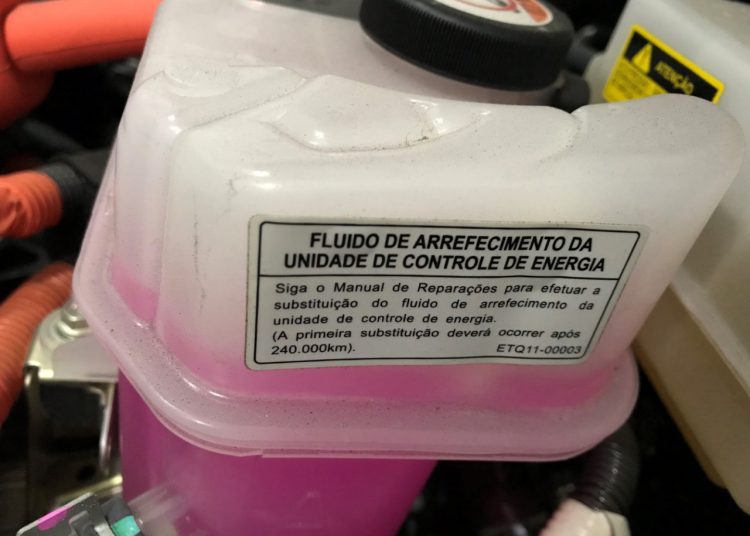 ATENÇÃO
FLUIDO DE ARREFECIMENTO DA
UNIDADE DE CONTROLE DE ENERGIA
Siga o Manual de Reparações para efetuar a
substituição do fluido de arrefecimento da
unidade de controle de energia.
(A primeira substituição deverá ocorrer após
240.000km).
ETQ11-00003